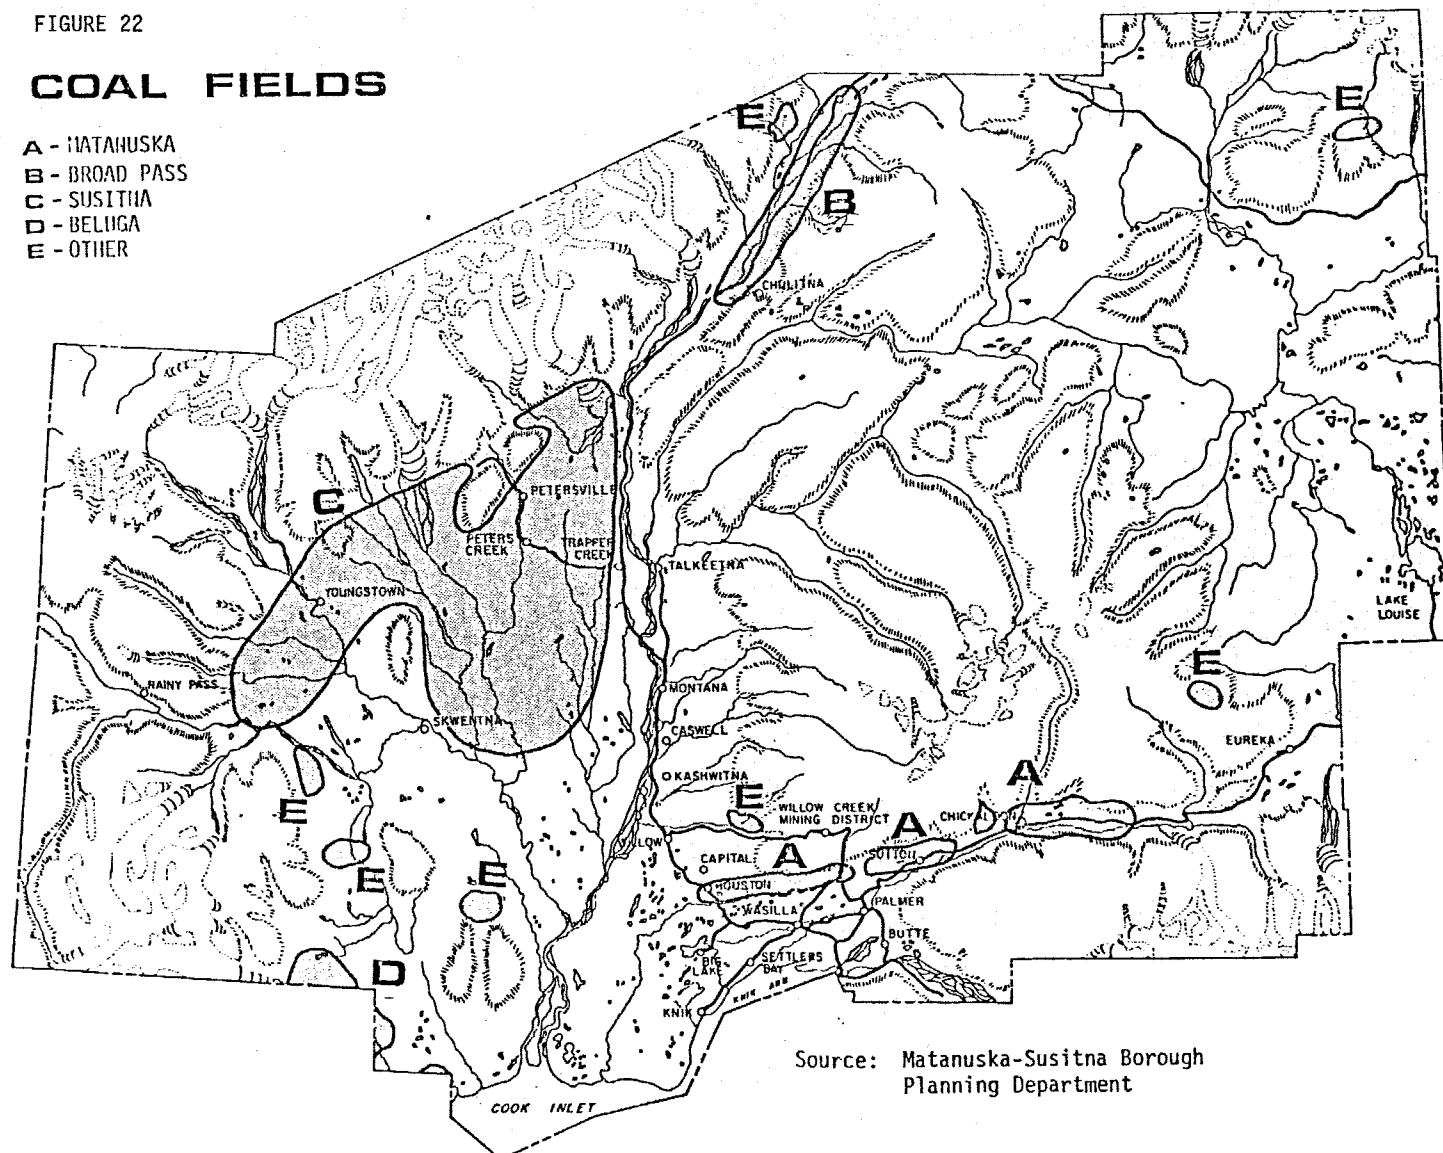 FIGURE 22
COAL FIELDS
A - MATANUSKA
B - BROAD PASS
C - SUSITNA
D - BELUGA
E - OTHER
E
E
B
CHULITNA
C
PETERSVILLE
PETERS
CREEK
TRAPPER
CREEK
TALKEETNA
YOUNGSTOWN
LAKE
LOUISE
RAINY PASS
MONTANA
E
SKWENTNA
CASWELL
EUREKA
KASHWITNA
A
E
E
WILLOW CREEK/
MINING DISTRICT
A
CHICKALOON
SUTTON
CAPITAL
A
E
E
HOUSTON
WASILLA
PALMER
BUTTE
BIG
LAKE
SETTLERS
BAY
D
KNIK ARM
KNIK
COOK INLET
Source: Matanuska-Susitna Borough
Planning Department